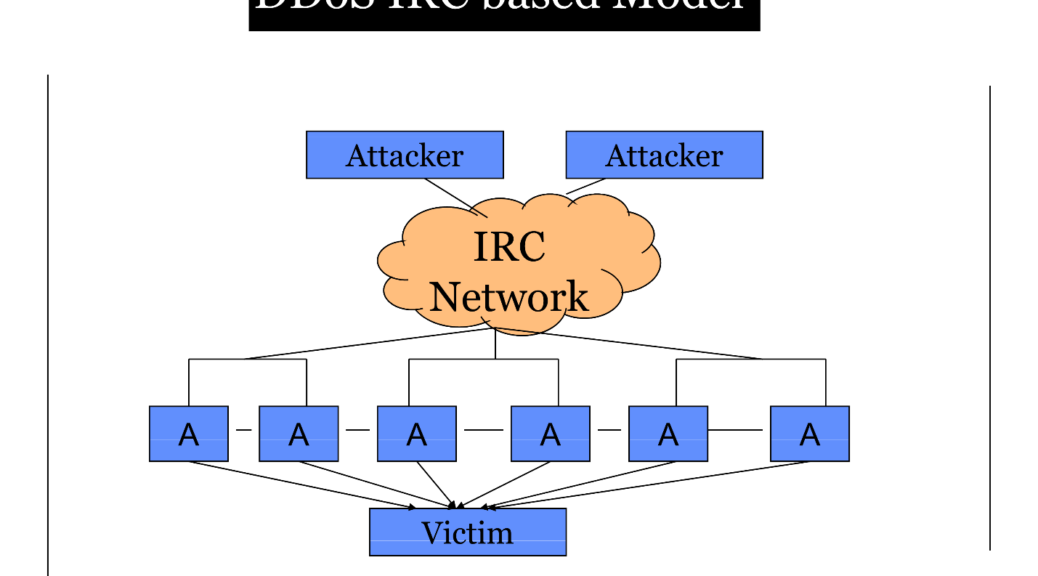 DDoS IRC based Model
Attacker
Attacker
IRC
Network
A
A
A
A
A
A
Victim